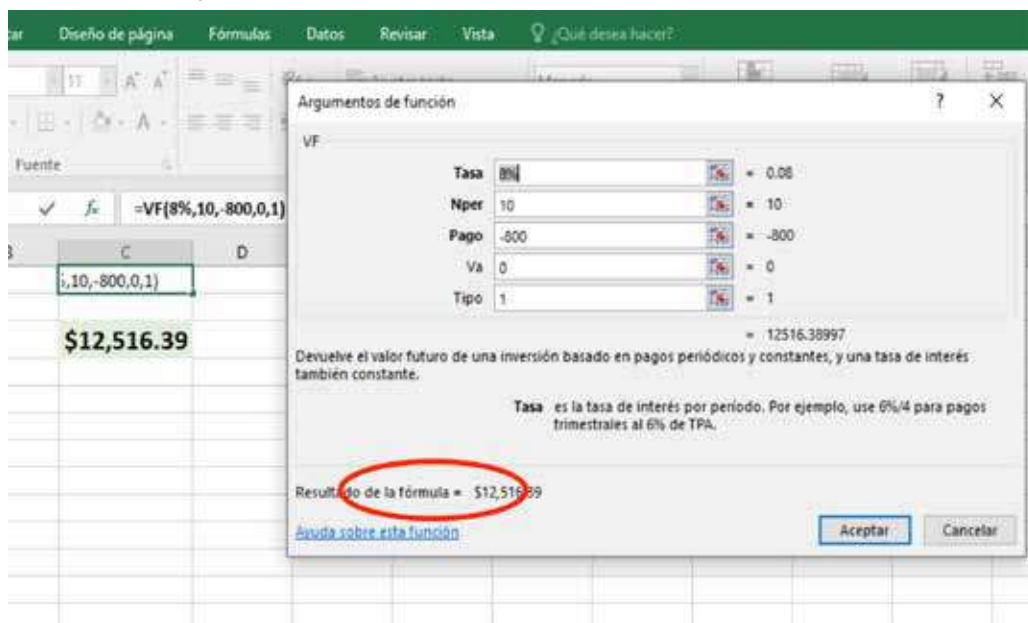 Diseño de página Fórmulas Datos Revisar Vista ¿Qué desea hacer?
11 A A
A
Fuente
fx =VF(8%,10,-800,0,1)
C D
,10,-800,0,1)
$12,516.39
Argumentos de función ? X
VF
Tasa 8% = 0.08
Nper 10 = 10
Pago -800 = -800
Va 0 = 0
Tipo 1 = 1
= 12516.38997
Devuelve el valor futuro de una inversión basado en pagos periódicos y constantes, y una tasa de interés
también constante.
Tasa es la tasa de interés por período. Por ejemplo, use 6%/4 para pagos
trimestrales al 6% de TPA.
Resultado de la fórmula = $12,516.39
Ayuda sobre esta función
Aceptar Cancelar